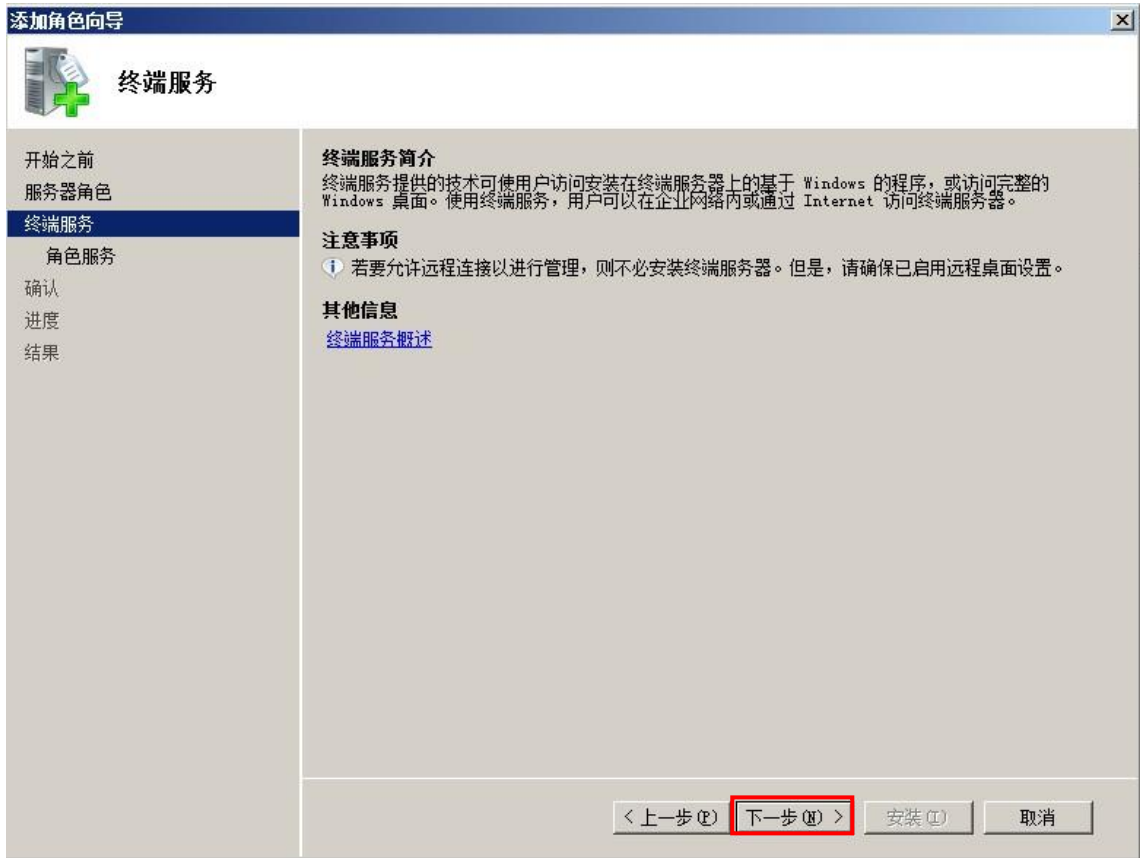 添加角色向导
终端服务
开始之前
服务器角色
终端服务
角色服务
确认
进度
结果
终端服务简介
终端服务提供的技术可使用户访问安装在终端服务器上的基于 Windows 的程序，或访问完整的
Windows 桌面。使用终端服务，用户可以在企业网络内或通过 Internet 访问终端服务器。
注意事项
若要允许远程连接以进行管理，则不必安装终端服务器。但是，请确保已启用远程桌面设置。
其他信息
终端服务概述
< 上一步(P) 下一步(N) > 安装(I) 取消